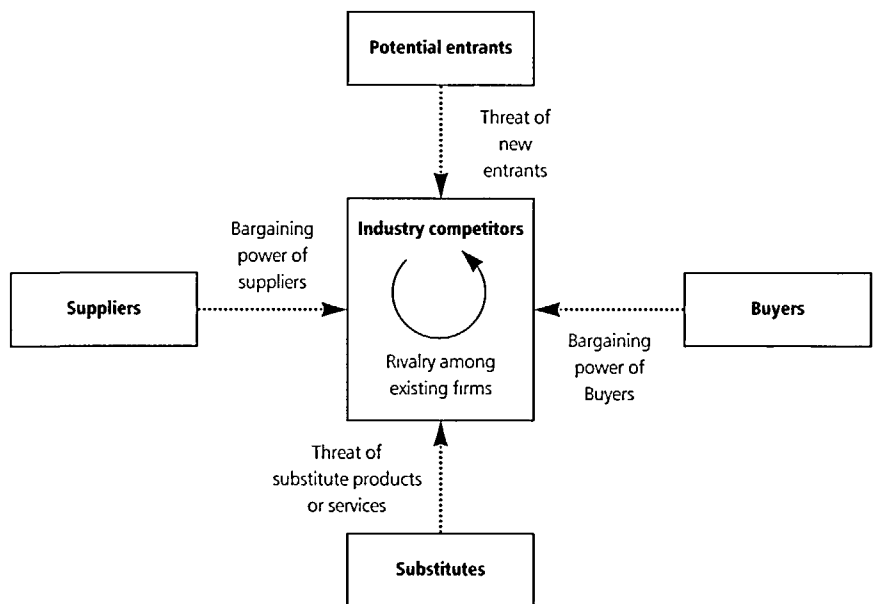 Potential entrants
Threat of
new
entrants
Industry competitors
Bargaining
power of
suppliers
Suppliers
Buyers
Rivalry among
existing firms
Bargaining
power of
Buyers
Threat of
substitute products
or services
Substitutes